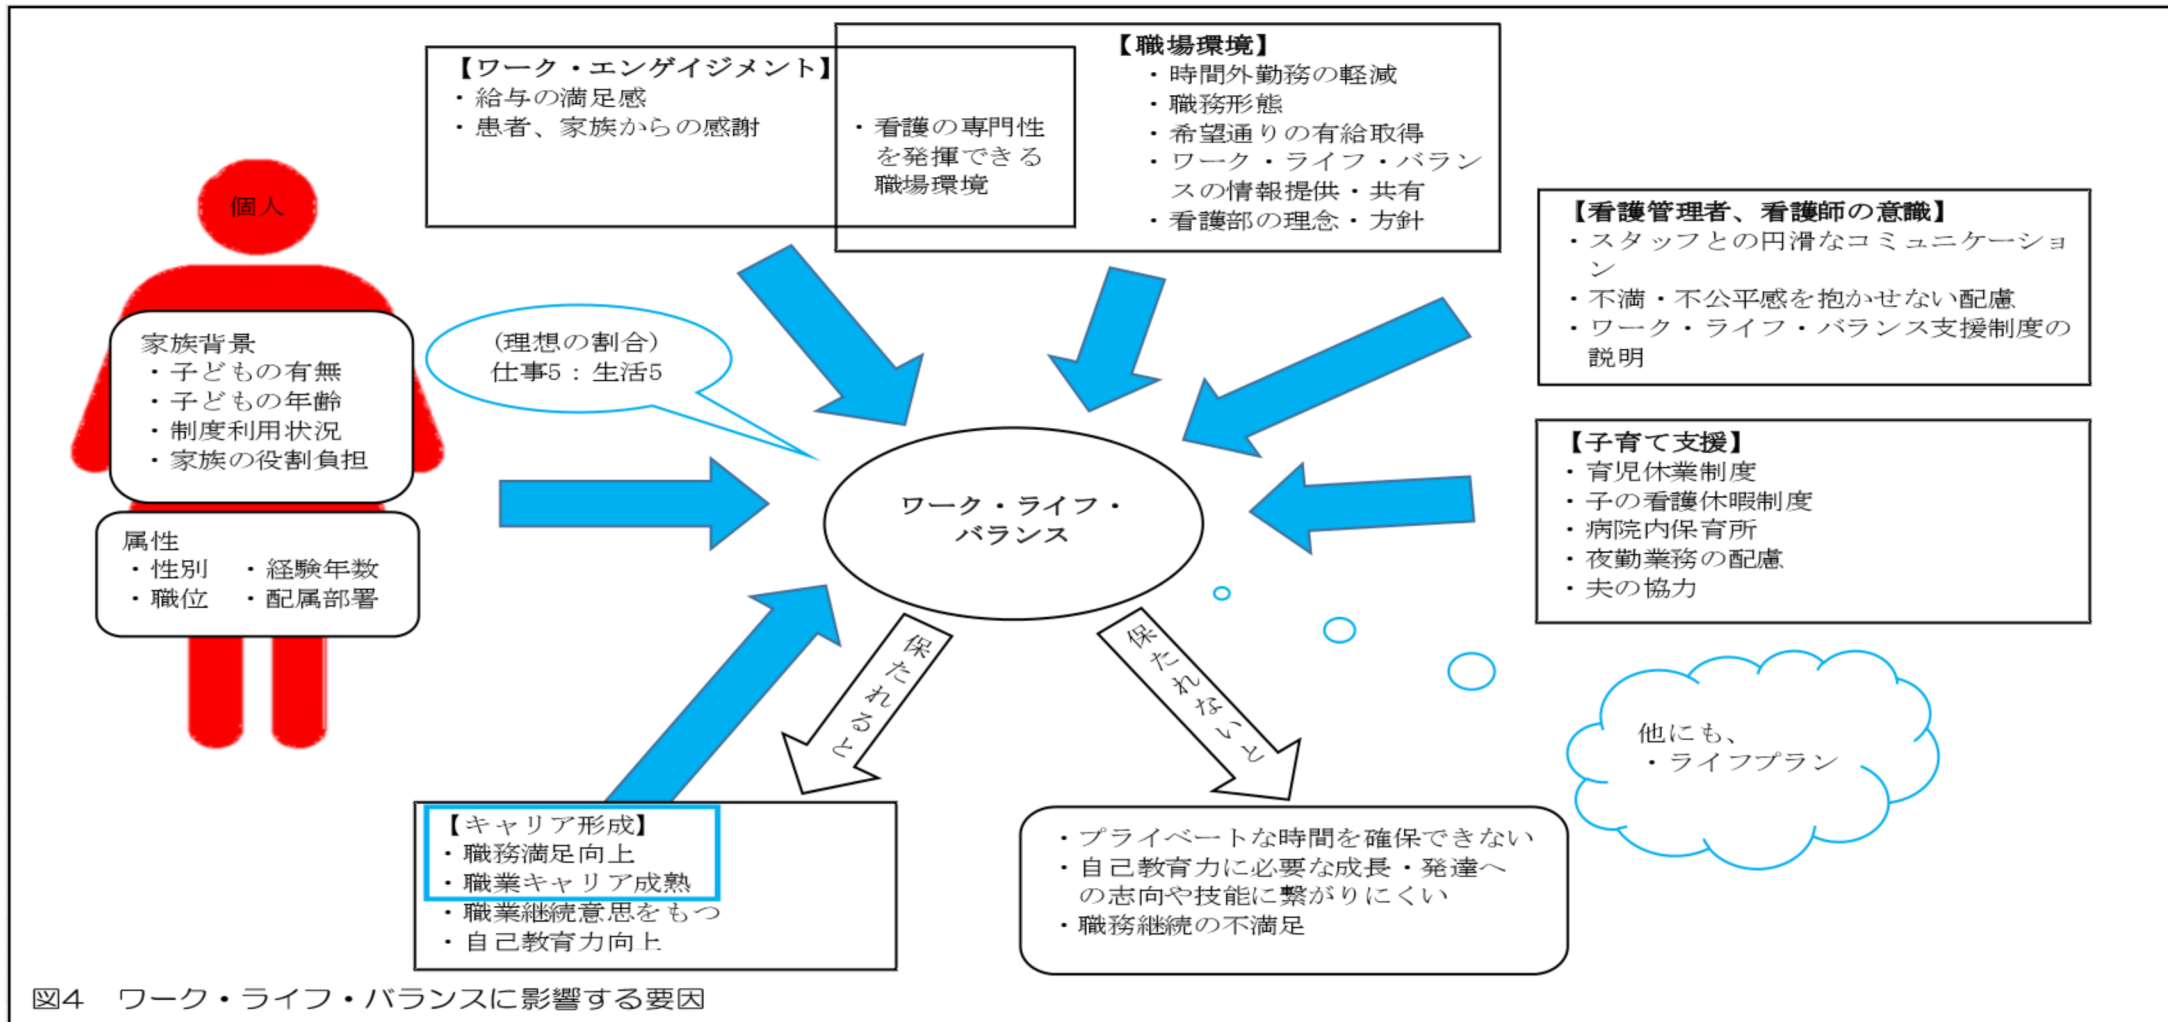 【ワーク・エンゲイジメント】
・給与の満足感
・患者、家族からの感謝
・看護の専門性
を発揮できる
職場環境
【職場環境】
・時間外勤務の軽減
・職務形態
・希望通りの有給取得
・ワーク・ライフ・バラン
スの情報提供・共有
・看護部の理念・方針
【看護管理者、看護師の意識】
・スタッフとの円滑なコミュニケーショ
ン
・不満・不公平感を抱かせない配慮
・ワーク・ライフ・バランス支援制度の
説明
個人
家族背景
・子どもの有無
・子どもの年齢
・制度利用状況
・家族の役割負担
属性
・性別 ・経験年数
・職位 ・配属部署
(理想の割合)
仕事5：生活5
ワーク・ライフ・
バランス
【子育て支援】
・育児休業制度
・子の看護休暇制度
・病院内保育所
・夜勤業務の配慮
・夫の協力
保たれると
保たれないと
他にも、
・ライフプラン
【キャリア形成】
・職務満足向上
・職業キャリア成熟
・職業継続意思をもつ
・自己教育力向上
・プライベートな時間を確保できない
・自己教育力に必要な成長・発達へ
の志向や技能に繋がりにくい
・職務継続の不満足
図4 ワーク・ライフ・バランスに影響する要因